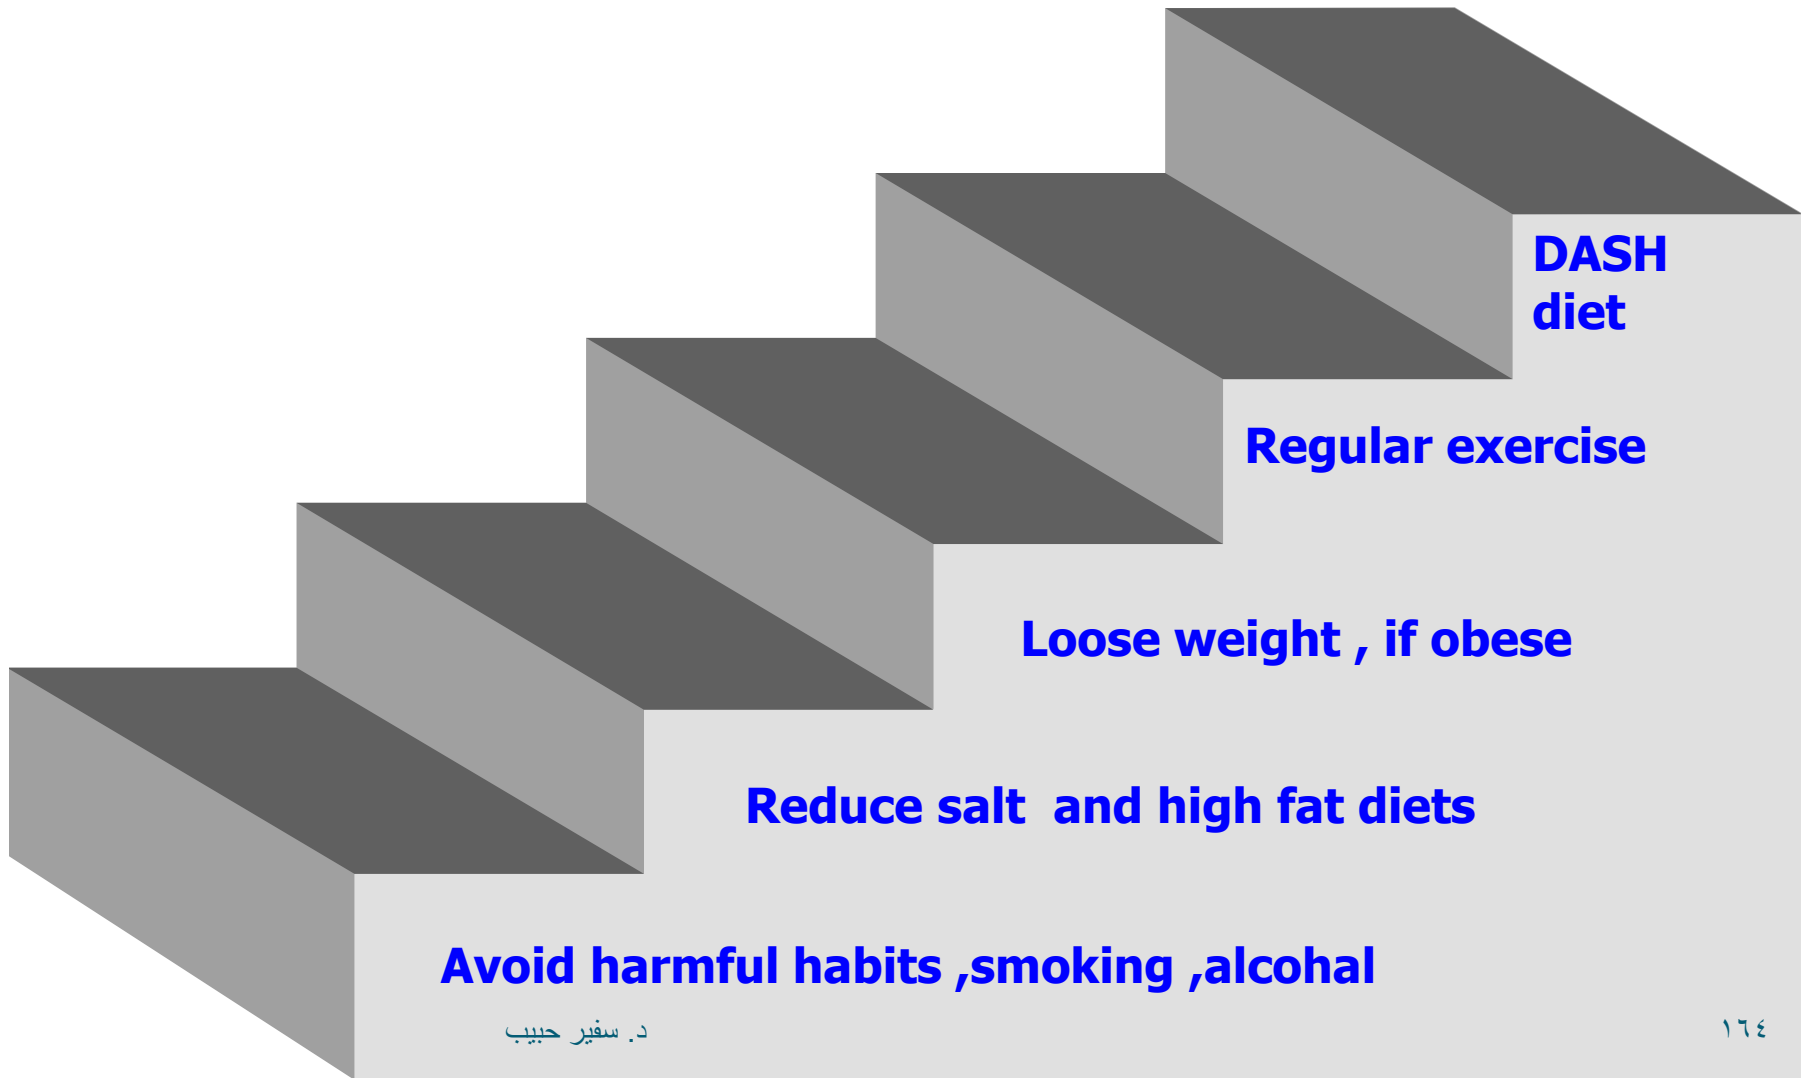 DASH
diet
Regular exercise
Loose weight , if obese
Reduce salt  and high fat diets
Avoid harmful habits ,smoking ,alcohal
د. سفير حبيب
١٦٤